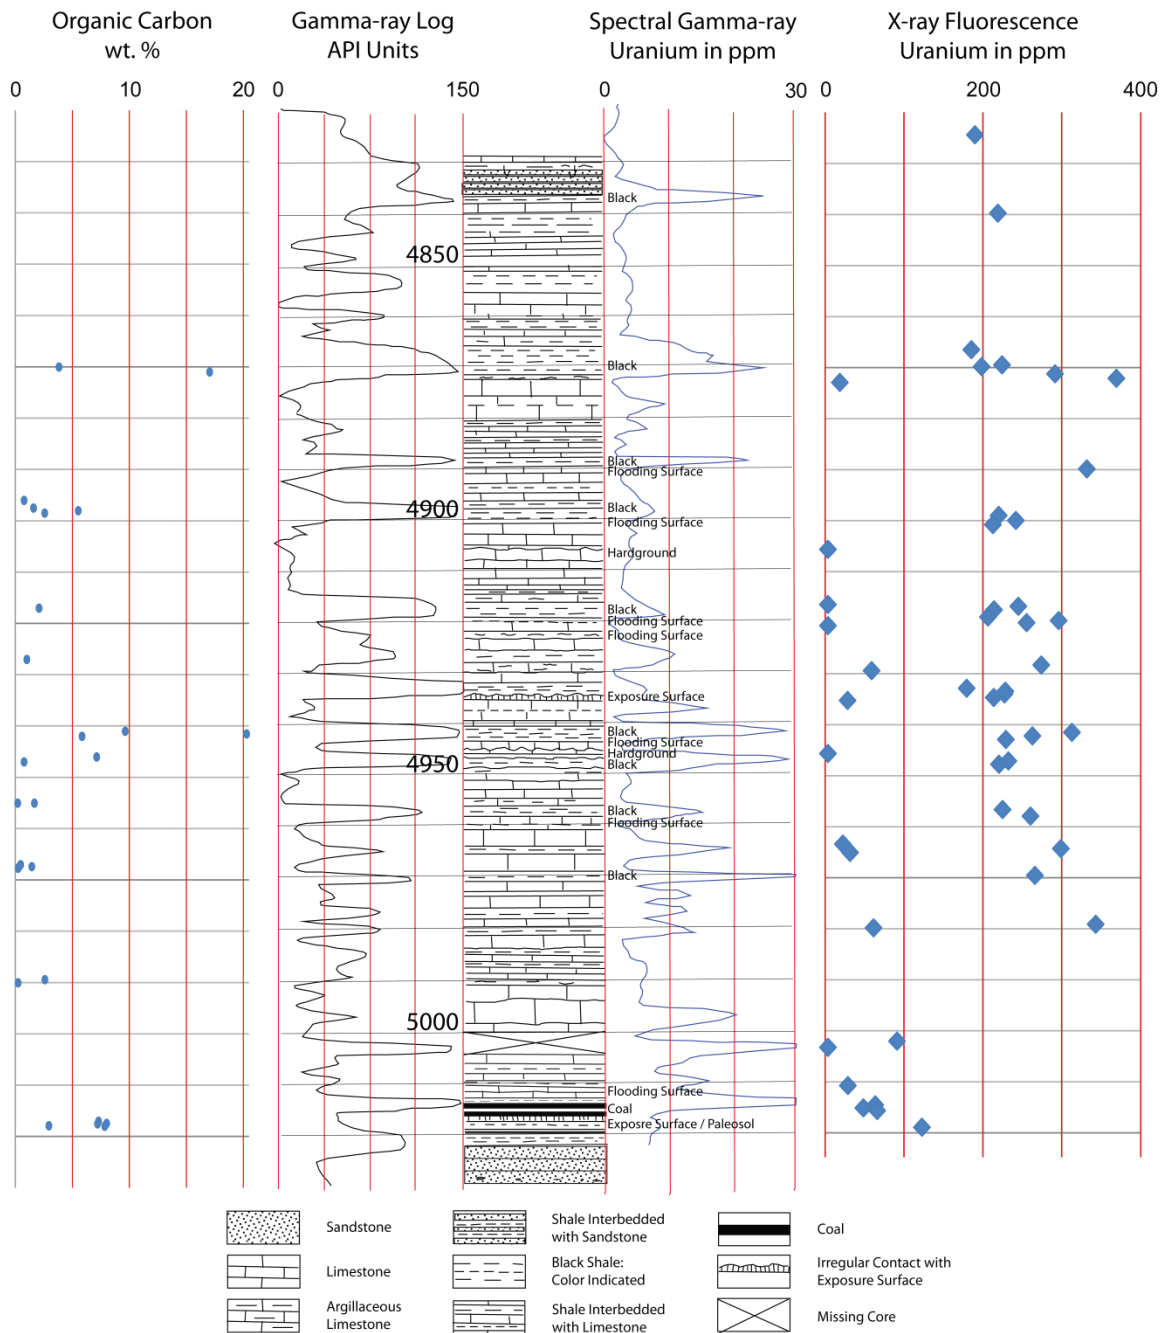 Organic Carbon
wt. %
Gamma-ray Log
API Units
Spectral Gamma-ray
Uranium in ppm
X-ray Fluorescence
Uranium in ppm
0 10 20
0 150
0 30
0 200 400
Black
4850
Black
Black
Flooding Surface
4900
Black
Flooding Surface
Hardground
Black
Flooding Surface
Flooding Surface
Exposure Surface
Black
Flooding Surface
Hardground
4950
Black
Black
Flooding Surface
Black
5000
Flooding Surface
Coal
Exposre Surface / Paleosol
Sandstone
Shale Interbedded
with Sandstone
Coal
Limestone
Black Shale:
Color Indicated
Irregular Contact with
Exposure Surface
Argillaceous
Limestone
Shale Interbedded
with Limestone
Missing Core